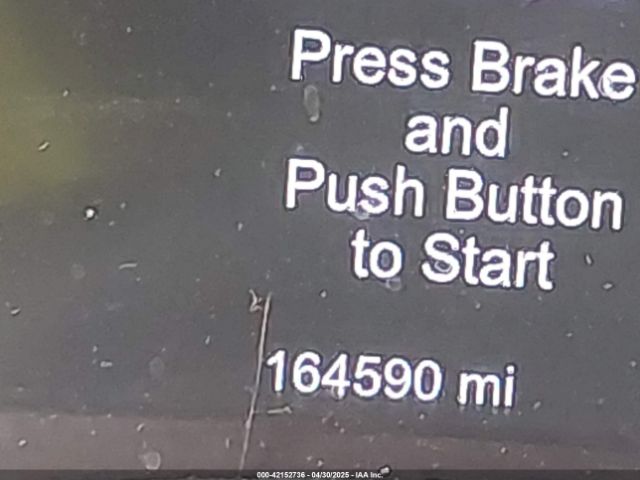 Press Brake
and
Push Button
to Start
164590 mi
000-42152736 - 04/30/2025 - IAA Inc.